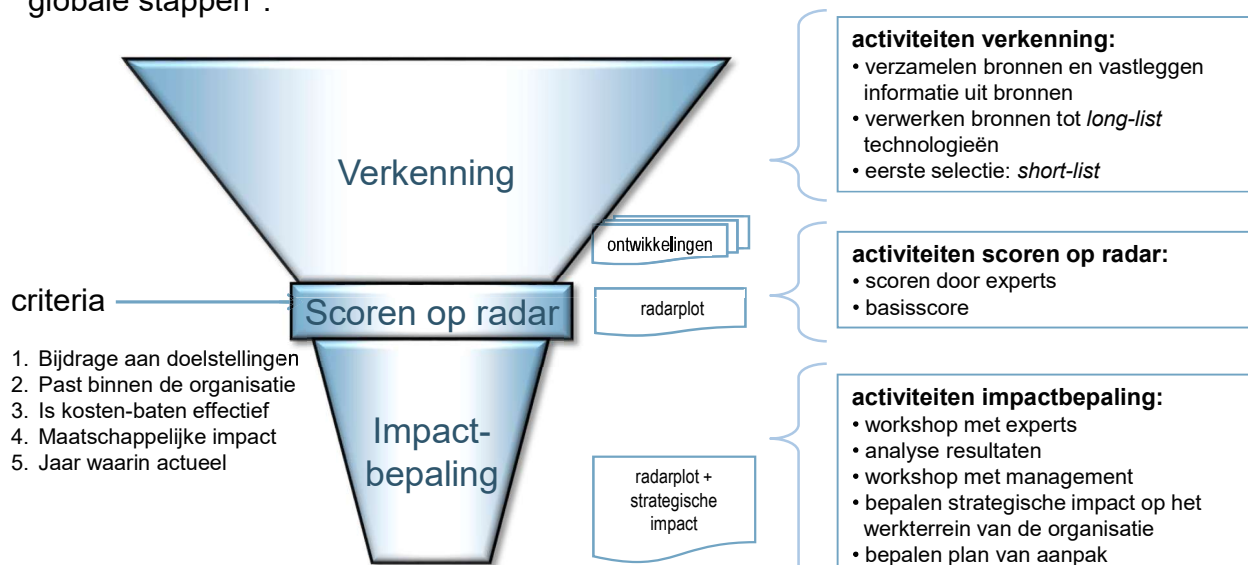 globale stappen".
Verkenning
ontwikkelingen
criteria
Scoren op radar
radarplot
1. Bijdrage aan doelstellingen
2. Past binnen de organisatie
3. Is kosten-baten effectief
4. Maatschappelijke impact
5. Jaar waarin actueel
Impact-
bepaling
radarplot +
strategische
impact
activiteiten verkenning:
• verzamelen bronnen en vastleggen
informatie uit bronnen
• verwerken bronnen tot long-list
technologieën
• eerste selectie: short-list
activiteiten scoren op radar:
• scoren door experts
• basisscore
activiteiten impactbepaling:
• workshop met experts
• analyse resultaten
• workshop met management
• bepalen strategische impact op het
werkterrein van de organisatie
• bepalen plan van aanpak